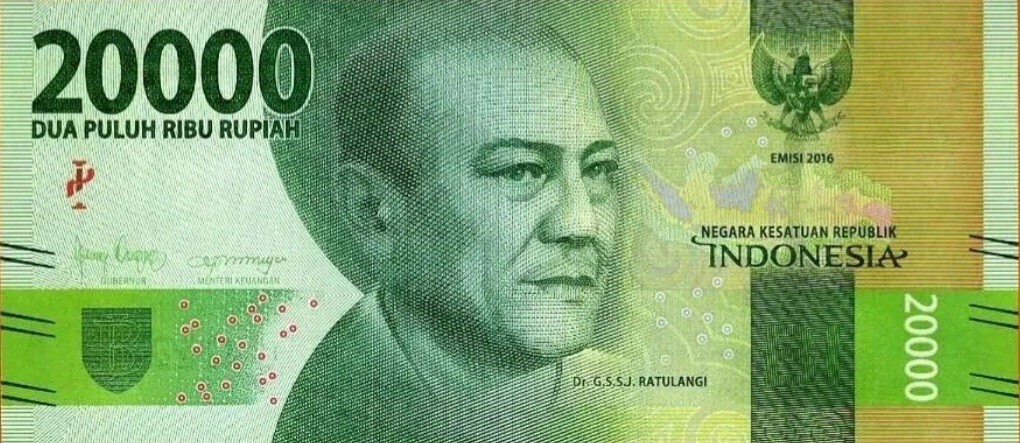 20000
DUA PULUH RIBU RUPIAH
EMISI 2016
NEGARA KESATUAN REPUBLIK
INDONESIA
GUBERNUR
MENTERI KEUANGAN
20000
Dr. G.S.S.J. RATULANGI